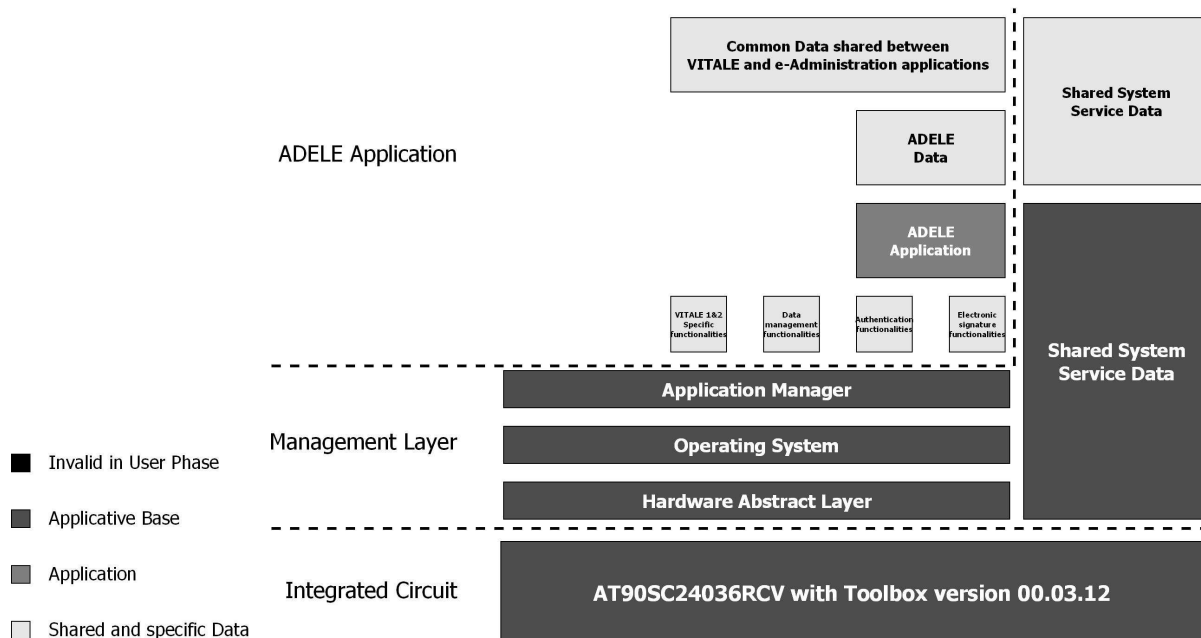 Common Data shared between
VITALE and e-Administration applications
Shared System
Service Data
ADELE Application
ADELE
Data
ADELE
Application
VITALE 1&2
Specific
functionalities
Data
management
functionalities
Authentication
functionalities
Electronic
signature
functionalities
Shared System
Service Data
Application Manager
Management Layer
Operating System
Hardware Abstract Layer
Invalid in User Phase
Applicative Base
Application
Shared and specific Data
Integrated Circuit
AT90SC24036RCV with Toolbox version 00.03.12